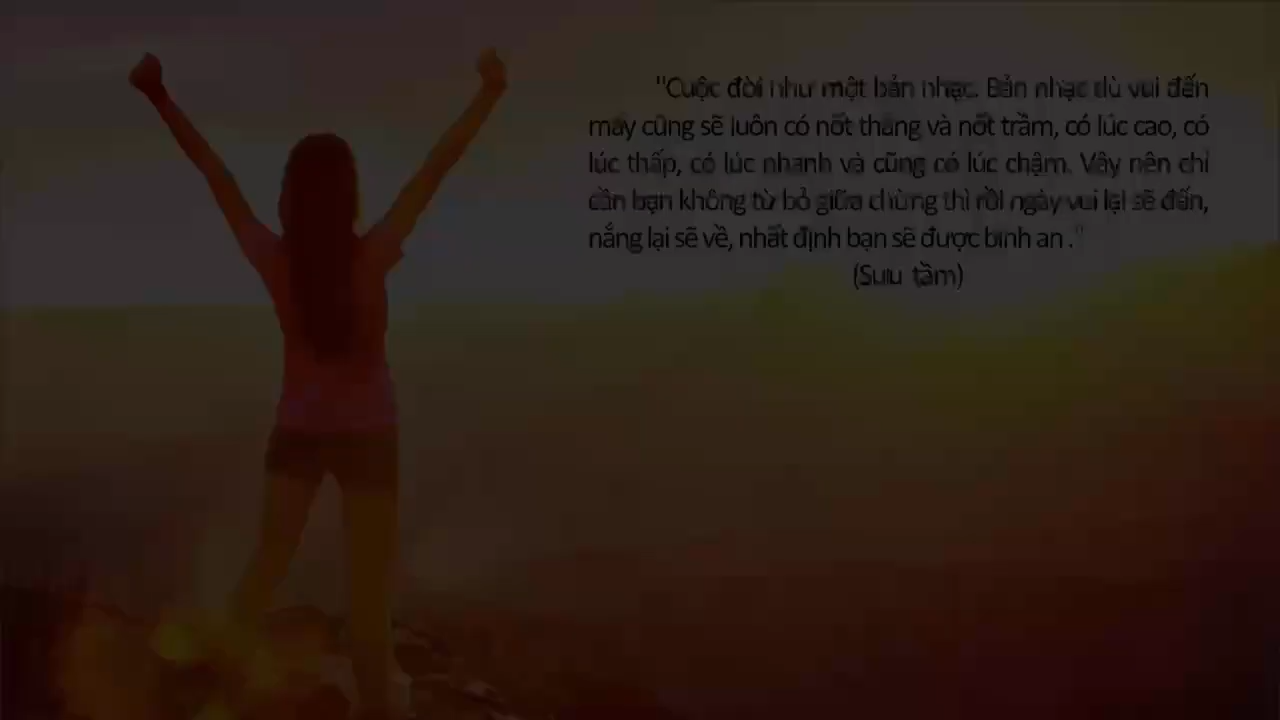 "Cuộc đời như một bản nhạc. Bản nhạc dù vui đến
mấy cũng sẽ luôn có nốt thăng và nốt trầm, có lúc cao, có
lúc thấp, có lúc nhanh và cũng có lúc chậm. Vậy nên chỉ
cần bạn không từ bỏ giữa chừng thì rồi ngày vui lại sẽ đến,
nắng lại sẽ về, nhất định bạn sẽ được bình an ."
(Sưu tầm)